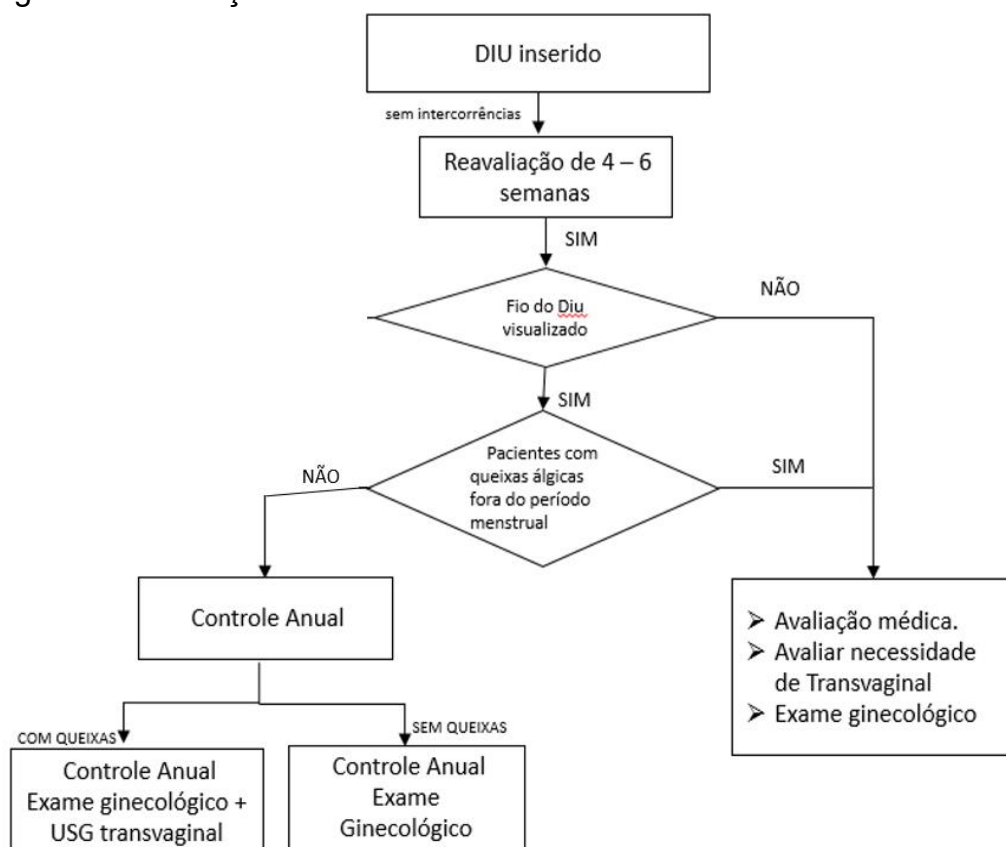 DIU inserido
sem intercorrências
Reavaliação de 4 – 6
semanas
SIM
Fio do Diu
visualizado
NÃO
SIM
Pacientes com
queixas álgicas
fora do período
menstrual
NÃO
SIM
Controle Anual
➢ Avaliação médica.
➢ Avaliar necessidade
de Transvaginal
➢ Exame ginecológico
COM QUEIXAS
SEM QUEIXAS
Controle Anual
Exame ginecológico +
USG transvaginal
Controle Anual
Exame
Ginecológico